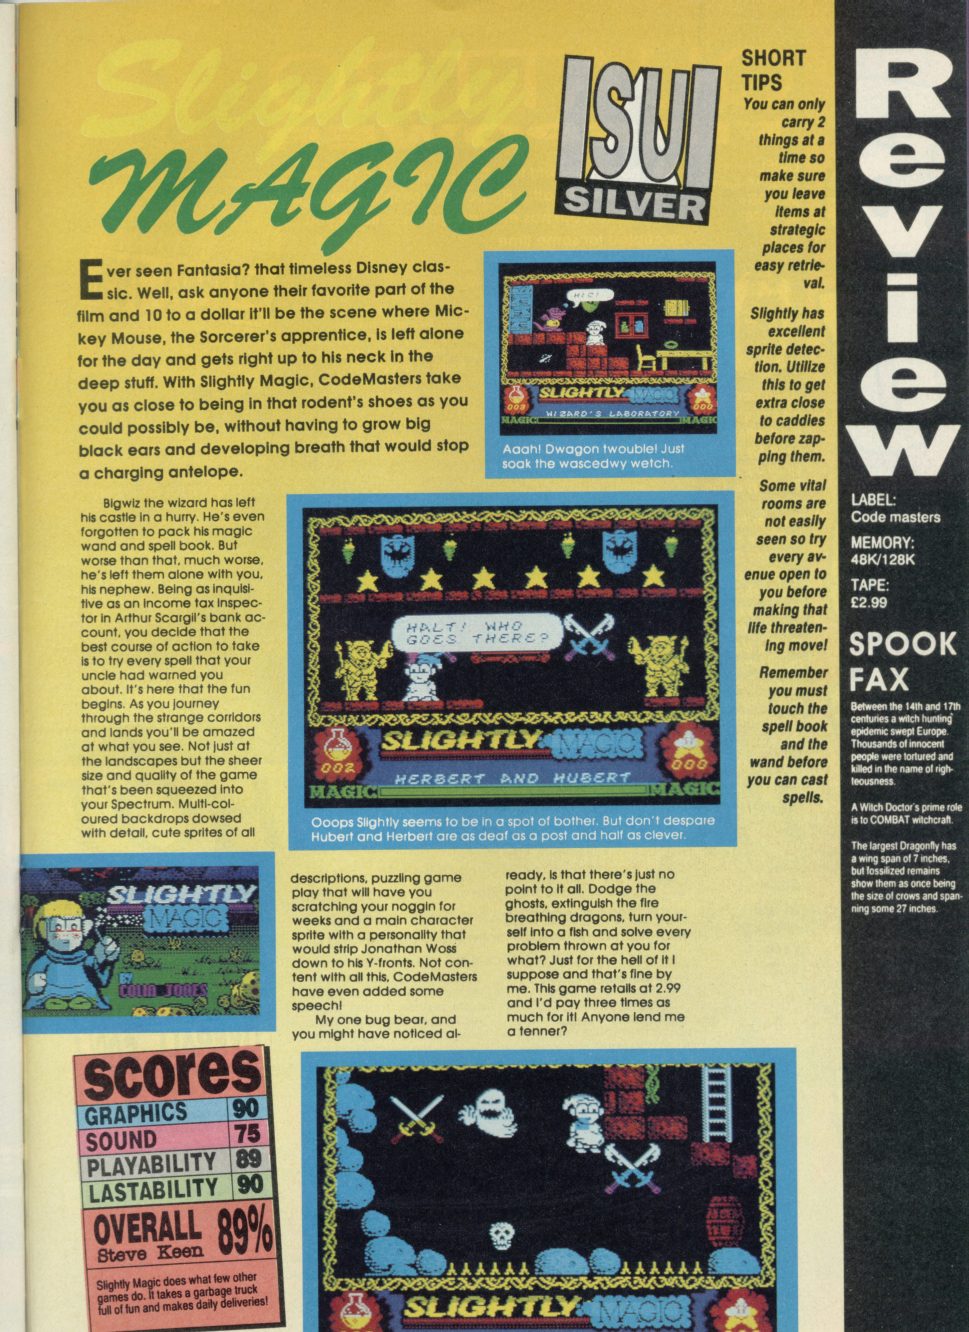 Slightly
MAGIC
ISU
SILVER
Ever seen Fantasia? that timeless Disney clas-
sic. Well, ask anyone their favorite part of the
film and 10 to a dollar it'll be the scene where Mic-
key Mouse, the Sorcerer's apprentice, is left alone
for the day and gets right up to his neck in the
deep stuff. With Slightly Magic, CodeMasters take
you as close to being in that rodent's shoes as you
could possibly be, without having to grow big
black ears and developing breath that would stop
a charging antelope.
HIC!
SLIGHTLY MAGIC
003
000
WIZARD'S LABORATORY
MAGIC
MAGIC
Aaah! Dwagon twouble! Just
soak the wascedwy wetch.
Bigwiz the wizard has left
his castle in a hurry. He's even
forgotten to pack his magic
wand and spell book. But
worse than that, much worse,
he's left them alone with you,
his nephew. Being as inquisi-
tive as an income tax inspec-
tor in Arthur Scargil's bank ac-
count, you decide that the
best course of action to take
is to try every spell that your
uncle had warned you
about. It's here that the fun
begins. As you journey
through the strange corridors
and lands you'll be amazed
at what you see. Not just at
the landscapes but the sheer
size and quality of the game
that's been squeezed into
your Spectrum. Multi-col-
oured backdrops dowsed
with detail, cute sprites of all
HALT! WHO
GOES THERE?
SLIGHTLY MAGIC
002
000
HERBERT AND HUBERT
MAGIC
MAGIC
Ooops Slightly seems to be in a spot of bother. But don't despare
Hubert and Herbert are as deaf as a post and half as clever.
SLIGHTLY
MAGIC
BY
COLIN JONES
descriptions, puzzling game
play that will have you
scratching your noggin for
weeks and a main character
sprite with a personality that
would strip Jonathan Woss
down to his Y-fronts. Not con-
tent with all this, CodeMasters
have even added some
speech!
My one bug bear, and
you might have noticed al-
ready, is that there's just no
point to it all. Dodge the
ghosts, extinguish the fire
breathing dragons, turn your-
self into a fish and solve every
problem thrown at you for
what? Just for the hell of it I
suppose and that's fine by
me. This game retails at 2.99
and I'd pay three times as
much for it! Anyone lend me
a tenner?
scores
GRAPHICS 90
SOUND 75
PLAYABILITY 89
LASTABILITY 90
OVERALL 89%
Steve Keen
Slightly Magic does what few other
games do. It takes a garbage truck
full of fun and makes daily deliveries!
SLIGHTLY MAGIC
SHORT
TIPS
You can only
carry 2
things at a
time so
make sure
you leave
items at
strategic
places for
easy retrie-
val.
Slightly has
excellent
sprite detec-
tion. Utilize
this to get
extra close
to caddies
before zap-
ping them.
Some vital
rooms are
not easily
seen so try
every av-
enue open to
you before
making that
life threaten-
ing move!
Remember
you must
touch the
spell book
and the
wand before
you can cast
spells.
Review
LABEL:
Code masters
MEMORY:
48K/128K
TAPE:
£2.99
SPOOK
FAX
Between the 14th and 17th
centuries a witch hunting
epidemic swept Europe.
Thousands of innocent
people were tortured and
killed in the name of righ-
teousness.
A Witch Doctor's prime role
is to COMBAT witchcraft.
The largest Dragonfly has
a wing span of 7 inches,
but fossilized remains
show them as once being
the size of crows and span-
ning some 27 inches.